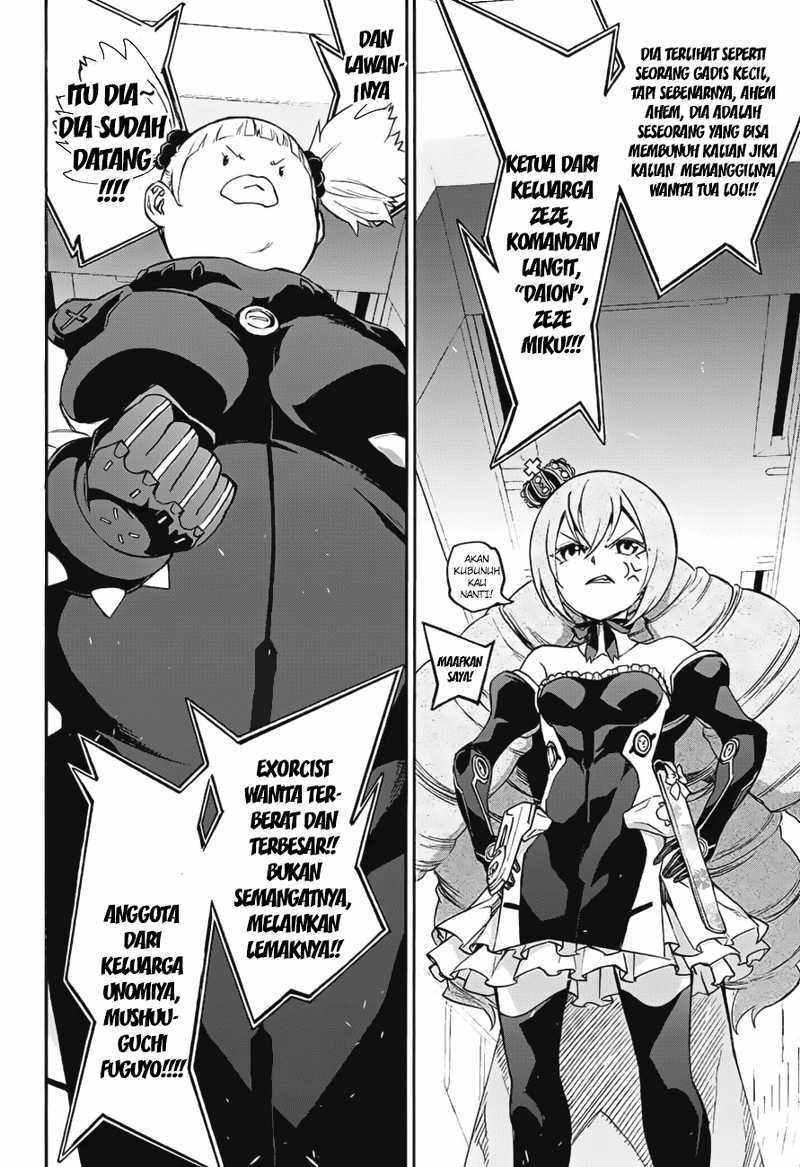 DIA TERLIHAT SEPERTI
SEORANG GADIS KECIL,
TAPI SEBENARNYA, AHEM
AHEM, DIA ADALAH
SESEORANG YANG BISA
MEMBUNUH KALIAN JIKA
KALIAN MEMANGGILNYA
WANITA TUA LOLI!!
KETUA DARI
KELUARGA
ZEZE,
KOMANDAN
LANGIT,
"DAION",
ZEZE
MIKU!!!
AKAN
KUBUNUH
KAU
NANTI!
MAAFKAN
SAYA!
DAN
LAWAN-
NYA
ITU DIA~
DIA SUDAH
DATANG
!!!!
EXORCIST
WANITA TER-
BERAT DAN
TERBESAR!!
BUKAN
SEMANGATNYA,
MELAINKAN
LEMAKNYA!!
ANGGOTA
DARI
KELUARGA
UNOMIYA,
MUSHUU-
GUCHI
FUGUYO!!!!